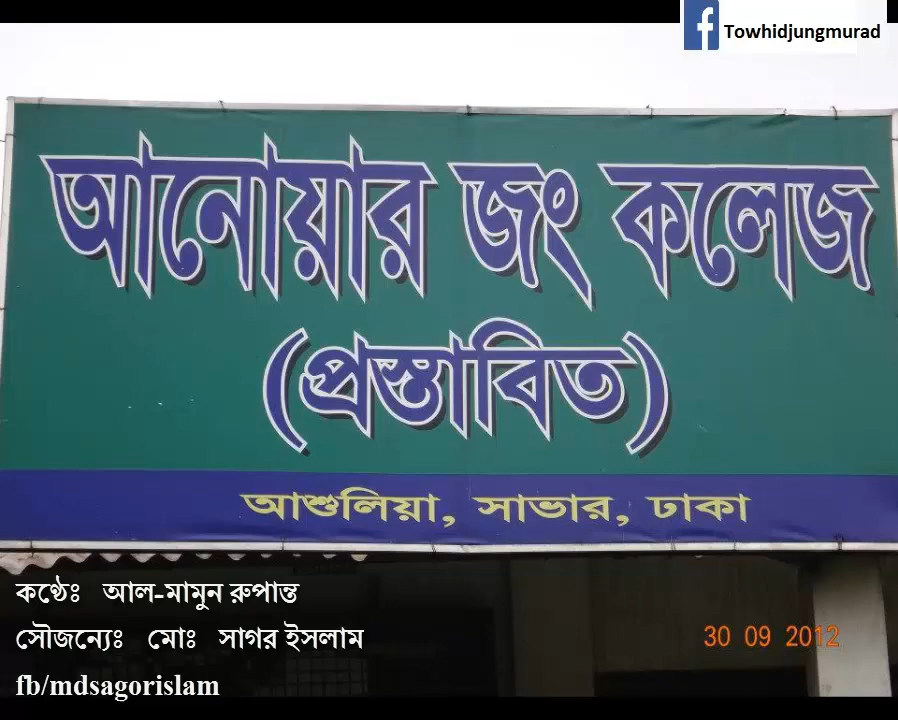 Towhidjungmurad
আনোয়ার জং কলেজ
(প্রস্তাবিত)
আশুলিয়া, সাভার, ঢাকা
কণ্ঠেঃ আল-মামুন রুপান্ত
সৌজন্যেঃ মোঃ সাগর ইসলাম
30 09 2012
fb/mdsagorislam